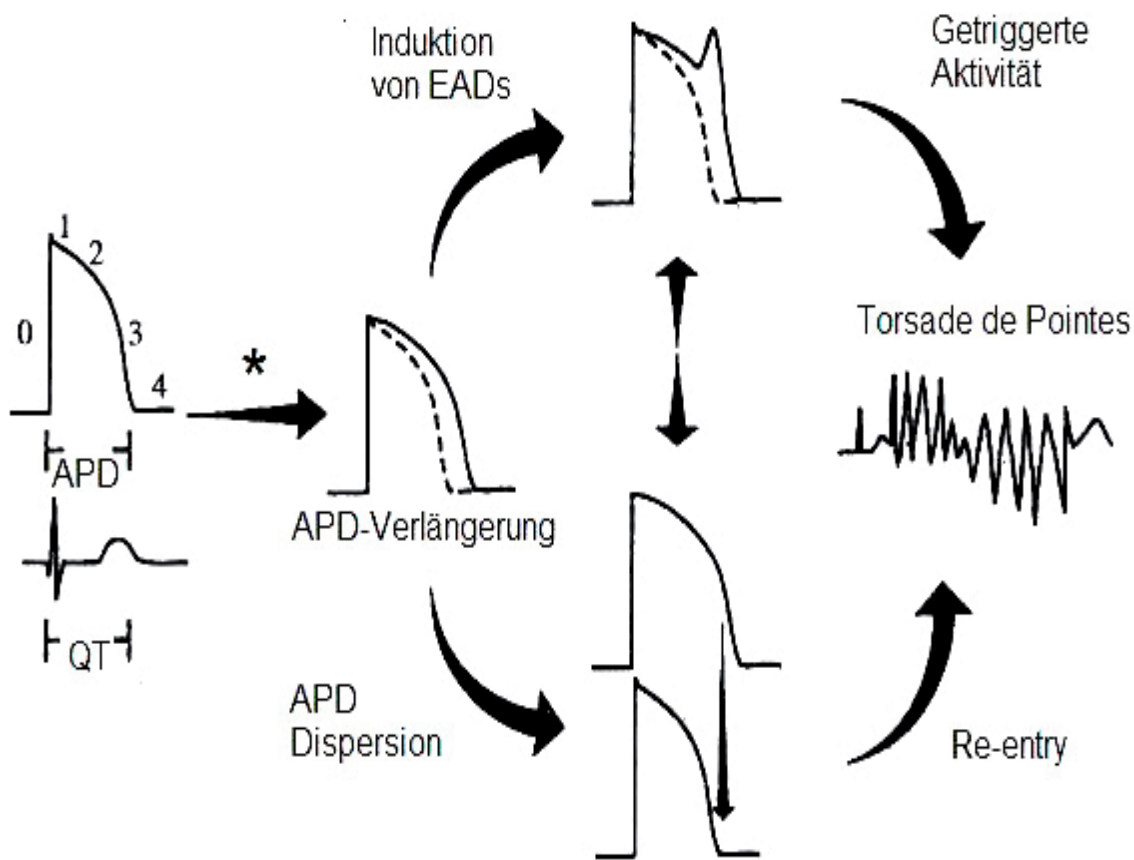 Induktion
von EADs
Getriggerte
Aktivität
1
2
0
3
4
*
APD
QT
APD-Verlängerung
Torsade de Pointes
APD
Dispersion
Re-entry